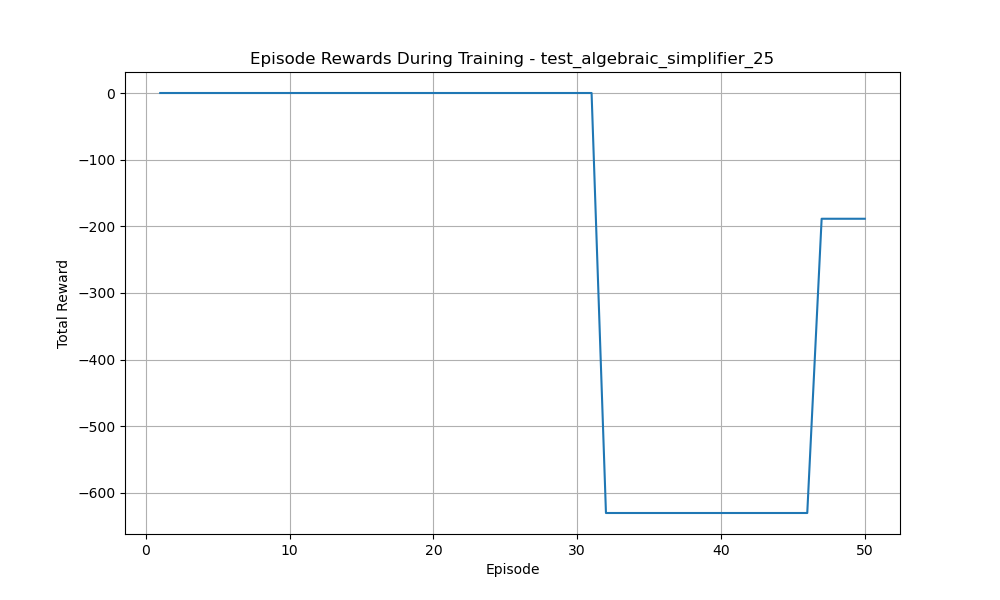 Episode Rewards During Training - test_algebraic_simplifier_25
0
−100
−200
−300
−400
−500
−600
Total Reward
0 10 20 30 40 50
Episode